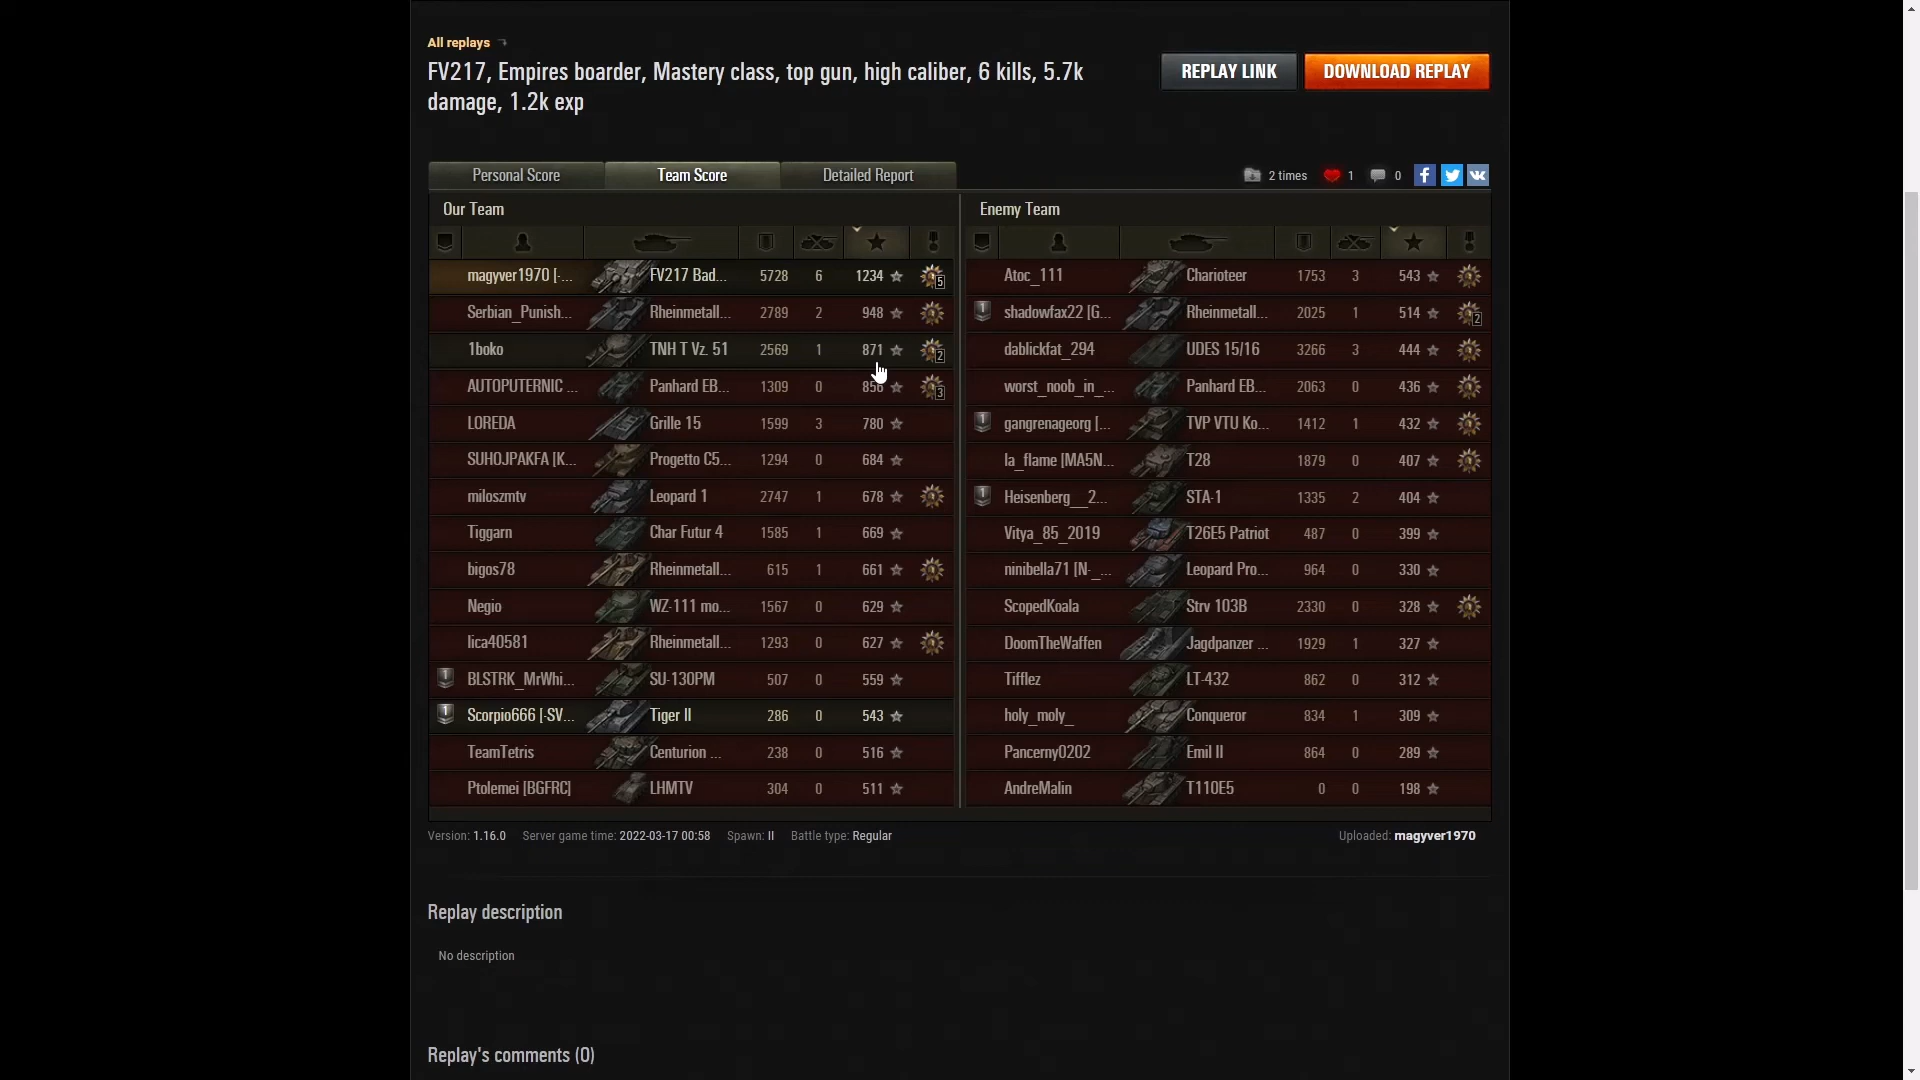 All replays
FV217, Empires boarder, Mastery class, top gun, high caliber, 6 kills, 5.7k
damage, 1.2k exp
REPLAY LINK
DOWNLOAD REPLAY
Personal Score
Team Score
Detailed Report
2 times
1
0
Our Team
Enemy Team
magyver1970 [-... FV217 Bad... 5728 6 1234 5
Serbian_Punish... Rheinmetall... 2789 2 948
1boko TNH T Vz. 51 2569 1 871 2
AUTOPUTERNIC ... Panhard EB... 1309 0 856 3
LOREDA Grille 15 1599 3 780
SUHOJPAKFA [K... Progetto C5... 1294 0 684
miloszmtv Leopard 1 2747 1 678
Tiggarn Char Futur 4 1585 1 669
bigos78 Rheinmetall... 615 1 661
Negio WZ-111 mo... 1567 0 629
lica40581 Rheinmetall... 1293 0 627
1 BLSTRK_MrWhi... SU-130PM 507 0 559
1 Scorpio666 [-SV... Tiger II 286 0 543
TeamTetris Centurion ... 238 0 516
Ptolemei [BGFRC] LHMTV 304 0 511
Atoc_111 Charioteer 1753 3 543
1 shadowfax22 [G... Rheinmetall... 2025 1 514 2
dablickfat_294 UDES 15/16 3266 3 444
worst_noob_in_... Panhard EB... 2063 0 436
1 gangrenageorg [... TVP VTU Ko... 1412 1 432
la_flame [MA5N... T28 1879 0 407
1 Heisenberg__2... STA-1 1335 2 404
Vitya_85_2019 T26E5 Patriot 487 0 399
ninibella71 [N-_... Leopard Pro... 964 0 330
ScopedKoala Strv 103B 2330 0 328
DoomTheWaffen Jagdpanzer ... 1929 1 327
Tifflez LT-432 862 0 312
holy_moly_ Conqueror 834 1 309
Pancerny0202 Emil II 864 0 289
AndreMalin T110E5 0 0 198
Version: 1.16.0 Server game time: 2022-03-17 00:58 Spawn: II Battle type: Regular
Uploaded: magyver1970
Replay description
No description
Replay's comments (0)